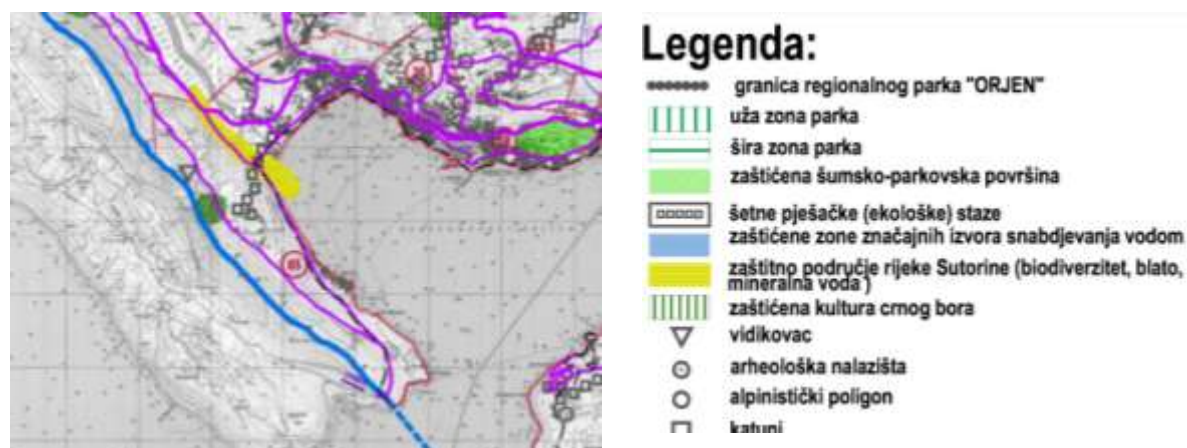 Legenda:
granica regionalnog parka "ORJEN"
uža zona parka
šira zona parka
zaštićena šumsko-parkovska površina
šetne pješačke (ekološke) staze
zaštićene zone značajnih izvora snabdjevanja vodom
zaštitno područje rijeke Sutorine (biodiverzitet, blato,
mineralna voda )
zaštićena kultura crnog bora
vidikovac
arheološka nalazišta
alpinistički poligon
katuni